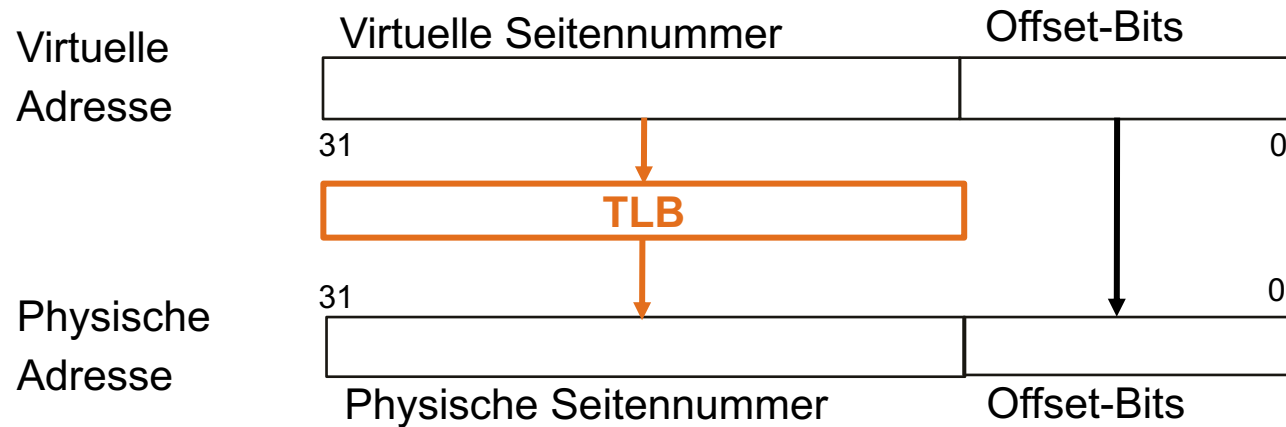 Virtuelle Adresse
Virtuelle Seitennummer
Offset-Bits
31
0
TLB
31
0
Physische Adresse
Physische Seitennummer
Offset-Bits